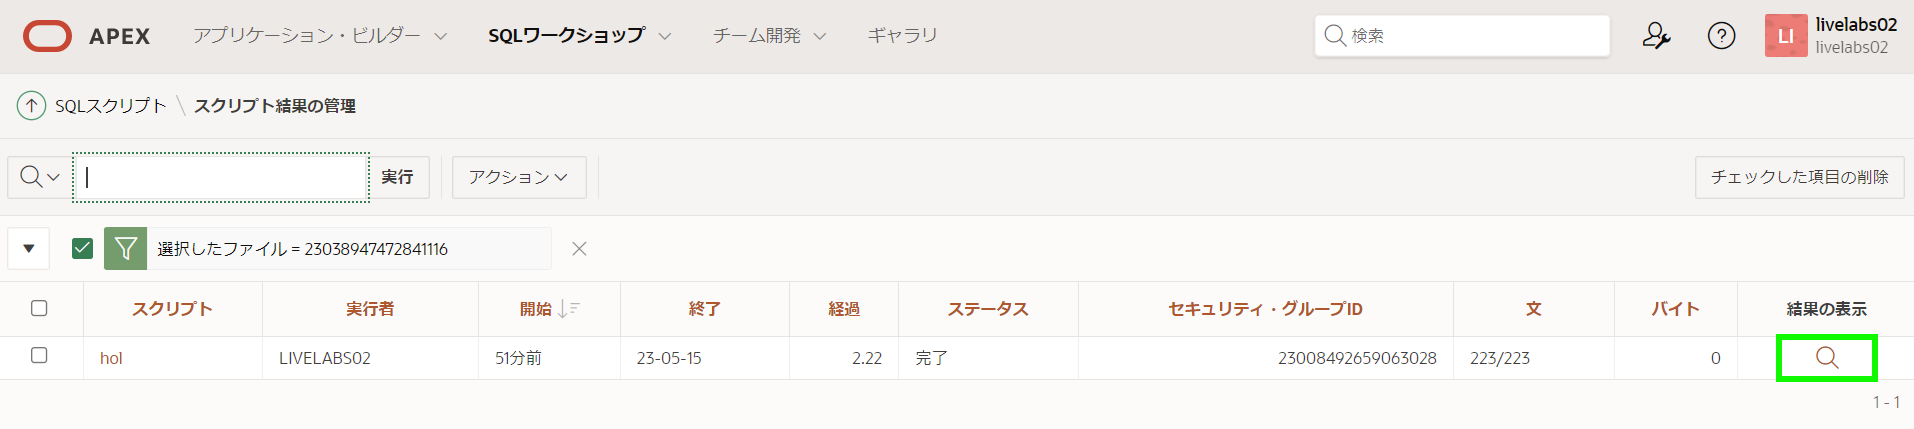 APEX アプリケーション・ビルダー SQLワークショップ チーム開発 ギャラリ 検索 LI livelabs02
livelabs02
SQLスクリプト \ スクリプト結果の管理
実行 アクション チェックした項目の削除
選択したファイル = 23038947472841116
スクリプト 実行者 開始 終了 経過 ステータス セキュリティ・グループID 文 バイト 結果の表示
hol LIVELABS02 51分前 23-05-15 2.22 完了 23008492659063028 223/223 0
1 - 1